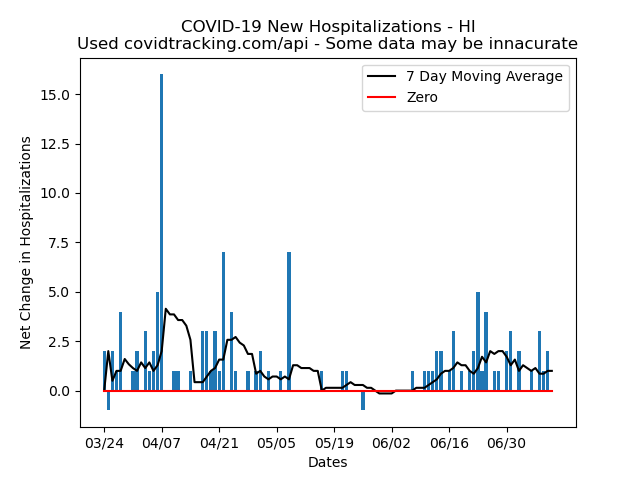 COVID-19 New Hospitalizations - HI
Used covidtracking.com/api - Some data may be innacurate
7 Day Moving Average
Zero
Net Change in Hospitalizations
15.0
12.5
10.0
7.5
5.0
2.5
0.0
03/24 04/07 04/21 05/05 05/19 06/02 06/16 06/30
Dates